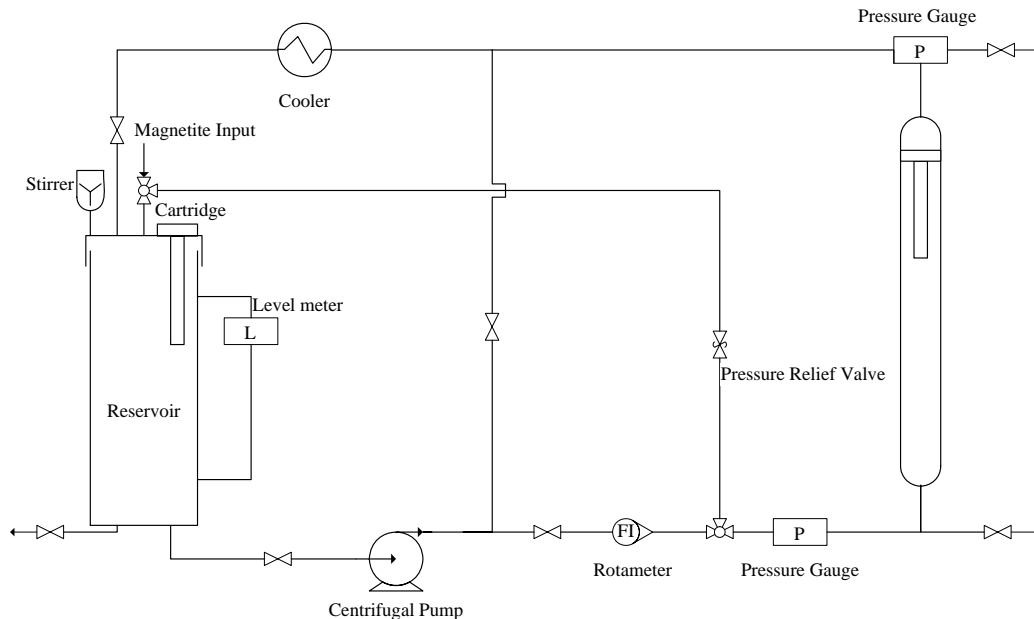 Pressure Gauge
P
Cooler
Magnetite Input
Stirrer
Cartridge
Level meter
L
Pressure Relief Valve
Reservoir
FI
P
Rotameter
Pressure Gauge
Centrifugal Pump